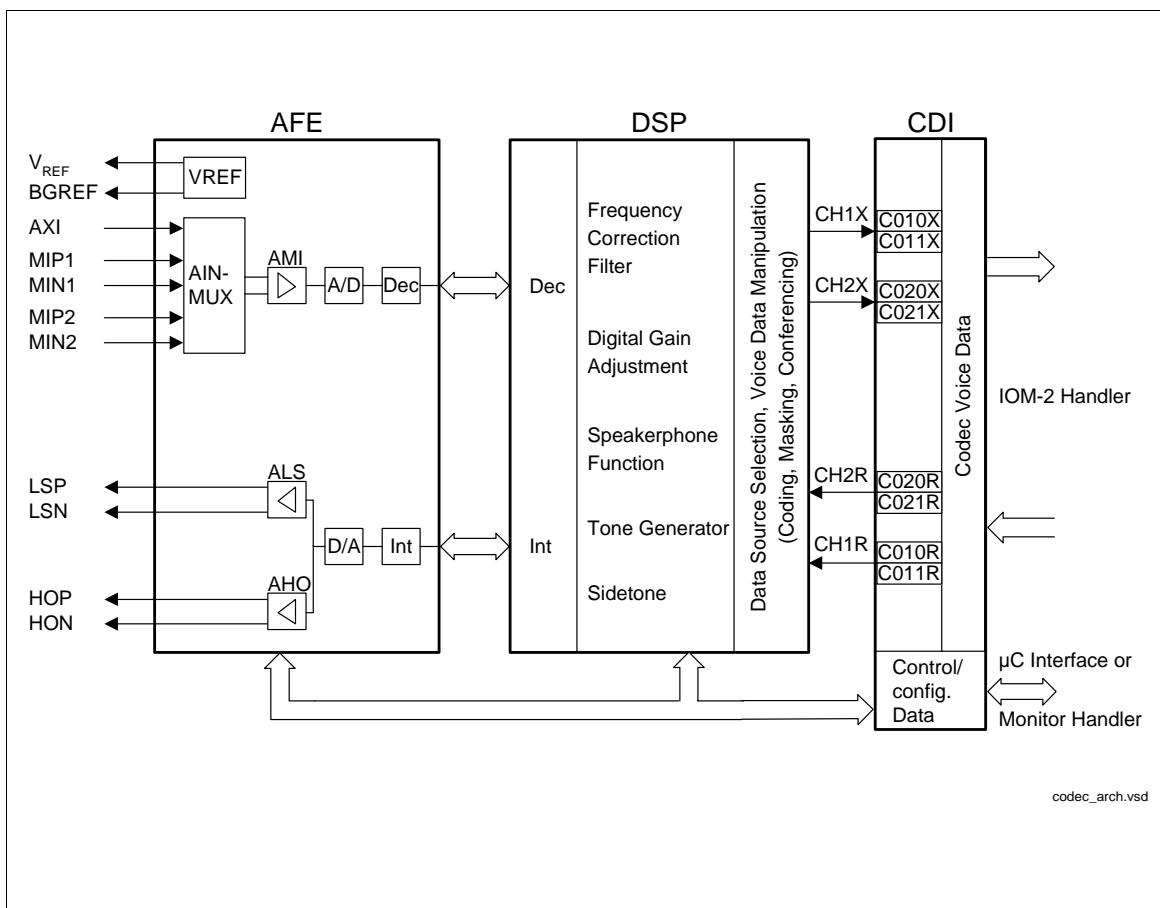 AFE
DSP
CDI
VREF
BGREF
AXI
MIP1
MIN1
MIP2
MIN2
LSP
LSN
HOP
HON
VREF
AIN-
MUX
AMI
A/D
Dec
ALS
AHO
D/A
Int
Dec
Int
Frequency
Correction
Filter
Digital Gain
Adjustment
Speakerphone
Function
Tone Generator
Sidetone
Data Source Selection, Voice Data Manipulation
(Coding, Masking, Conferencing)
CH1X
CH2X
CH2R
CH1R
C010X
C011X
C020X
C021X
C020R
C021R
C010R
C011R
Codec Voice Data
Control/
config.
Data
IOM-2 Handler
µC Interface or
Monitor Handler
codec_arch.vsd